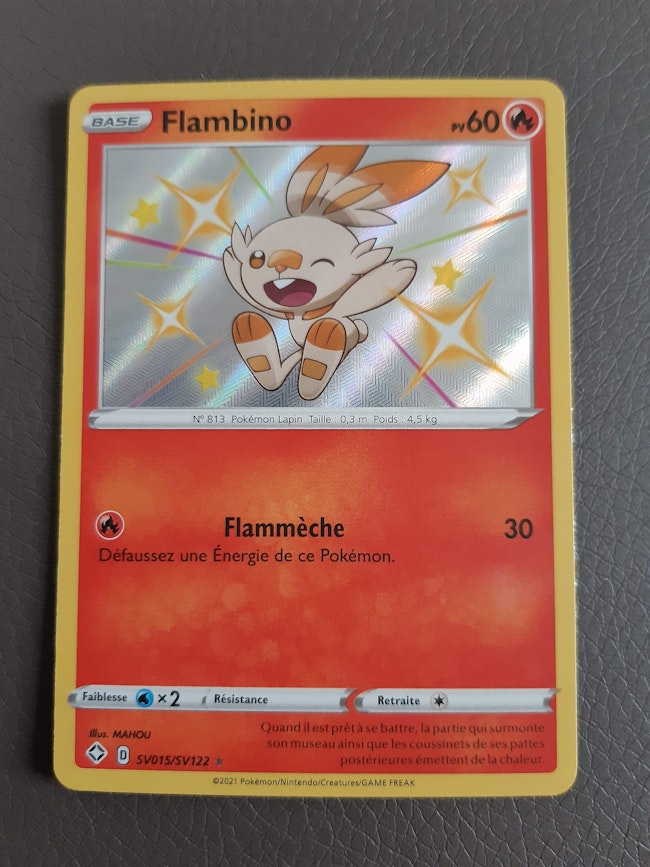 BASE Flambino PV60
N° 813 Pokémon Lapin Taille : 0,3 m Poids : 4,5 kg
Flammèche 30
Défaussez une Énergie de ce Pokémon.
Faiblesse ×2 Résistance Retraite
Illus. MAHOU
D SV015/SV122 ★
Quand il est prêt à se battre, la partie qui surmonte
son museau ainsi que les coussinets de ses pattes
postérieures émettent de la chaleur.
©2021 Pokémon/Nintendo/Creatures/GAME FREAK